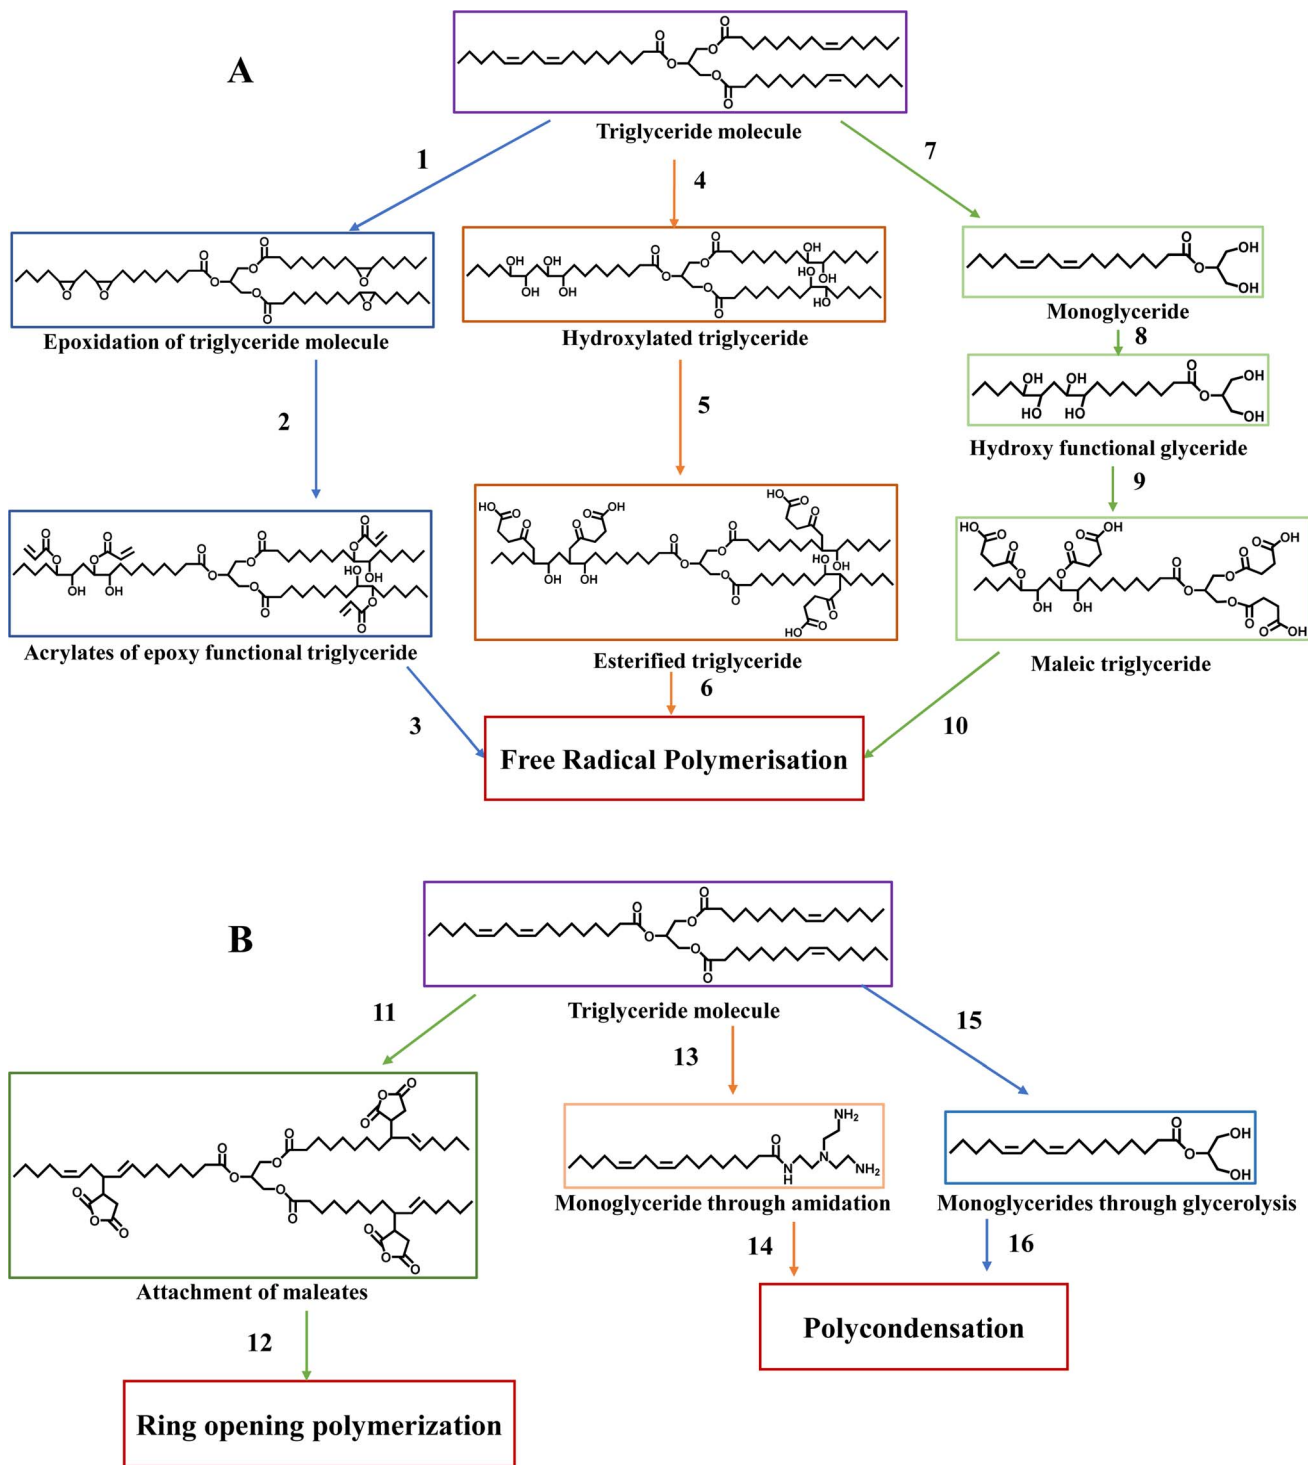 A
Triglyceride molecule
1
4
7
Epoxidation of triglyceride molecule
Hydroxylated triglyceride
Monoglyceride
8
Hydroxy functional glyceride
2
5
9
Acrylates of epoxy functional triglyceride
Esterified triglyceride
Maleic triglyceride
3
6
10
Free Radical Polymerisation
B
Triglyceride molecule
11
13
15
Attachment of maleates
Monoglyceride through amidation
Monoglycerides through glycerolysis
12
14
16
Polycondensation
Ring opening polymerization